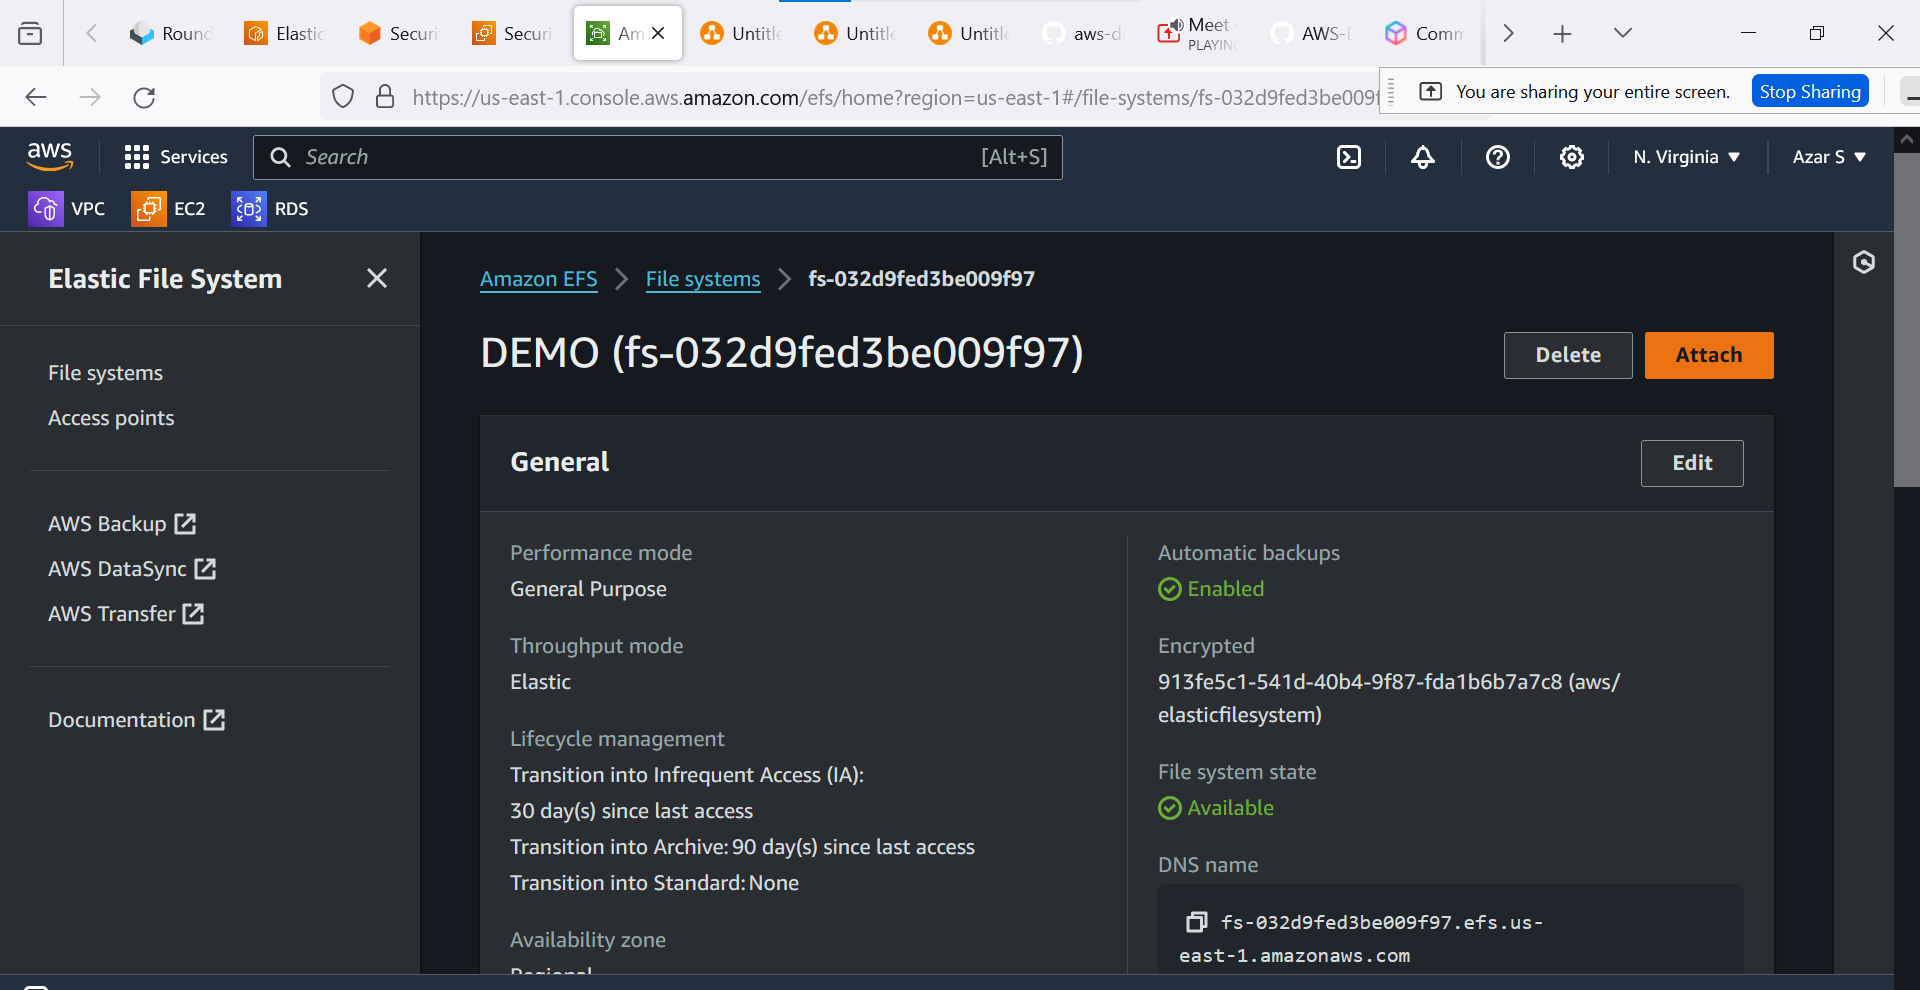 Round
Elastic
Securi
Securi
Am
Untitle
Untitle
Untitle
aws-d
Meet -
PLAYING
AWS-D
Comm
https://us-east-1.console.aws.amazon.com/efs/home?region=us-east-1#/file-systems/fs-032d9fed3be009f
You are sharing your entire screen.
Stop Sharing
aws
Services
Search
[Alt+S]
N. Virginia
Azar S
VPC
EC2
RDS
Elastic File System
File systems
Access points
AWS Backup
AWS DataSync
AWS Transfer
Documentation
Amazon EFS
File systems
fs-032d9fed3be009f97
DEMO (fs-032d9fed3be009f97)
Delete
Attach
General
Edit
Performance mode
General Purpose
Throughput mode
Elastic
Lifecycle management
Transition into Infrequent Access (IA):
30 day(s) since last access
Transition into Archive: 90 day(s) since last access
Transition into Standard: None
Availability zone
Regional
Automatic backups
Enabled
Encrypted
913fe5c1-541d-40b4-9f87-fda1b6b7a7c8 (aws/
elasticfilesystem)
File system state
Available
DNS name
fs-032d9fed3be009f97.efs.us-
east-1.amazonaws.com